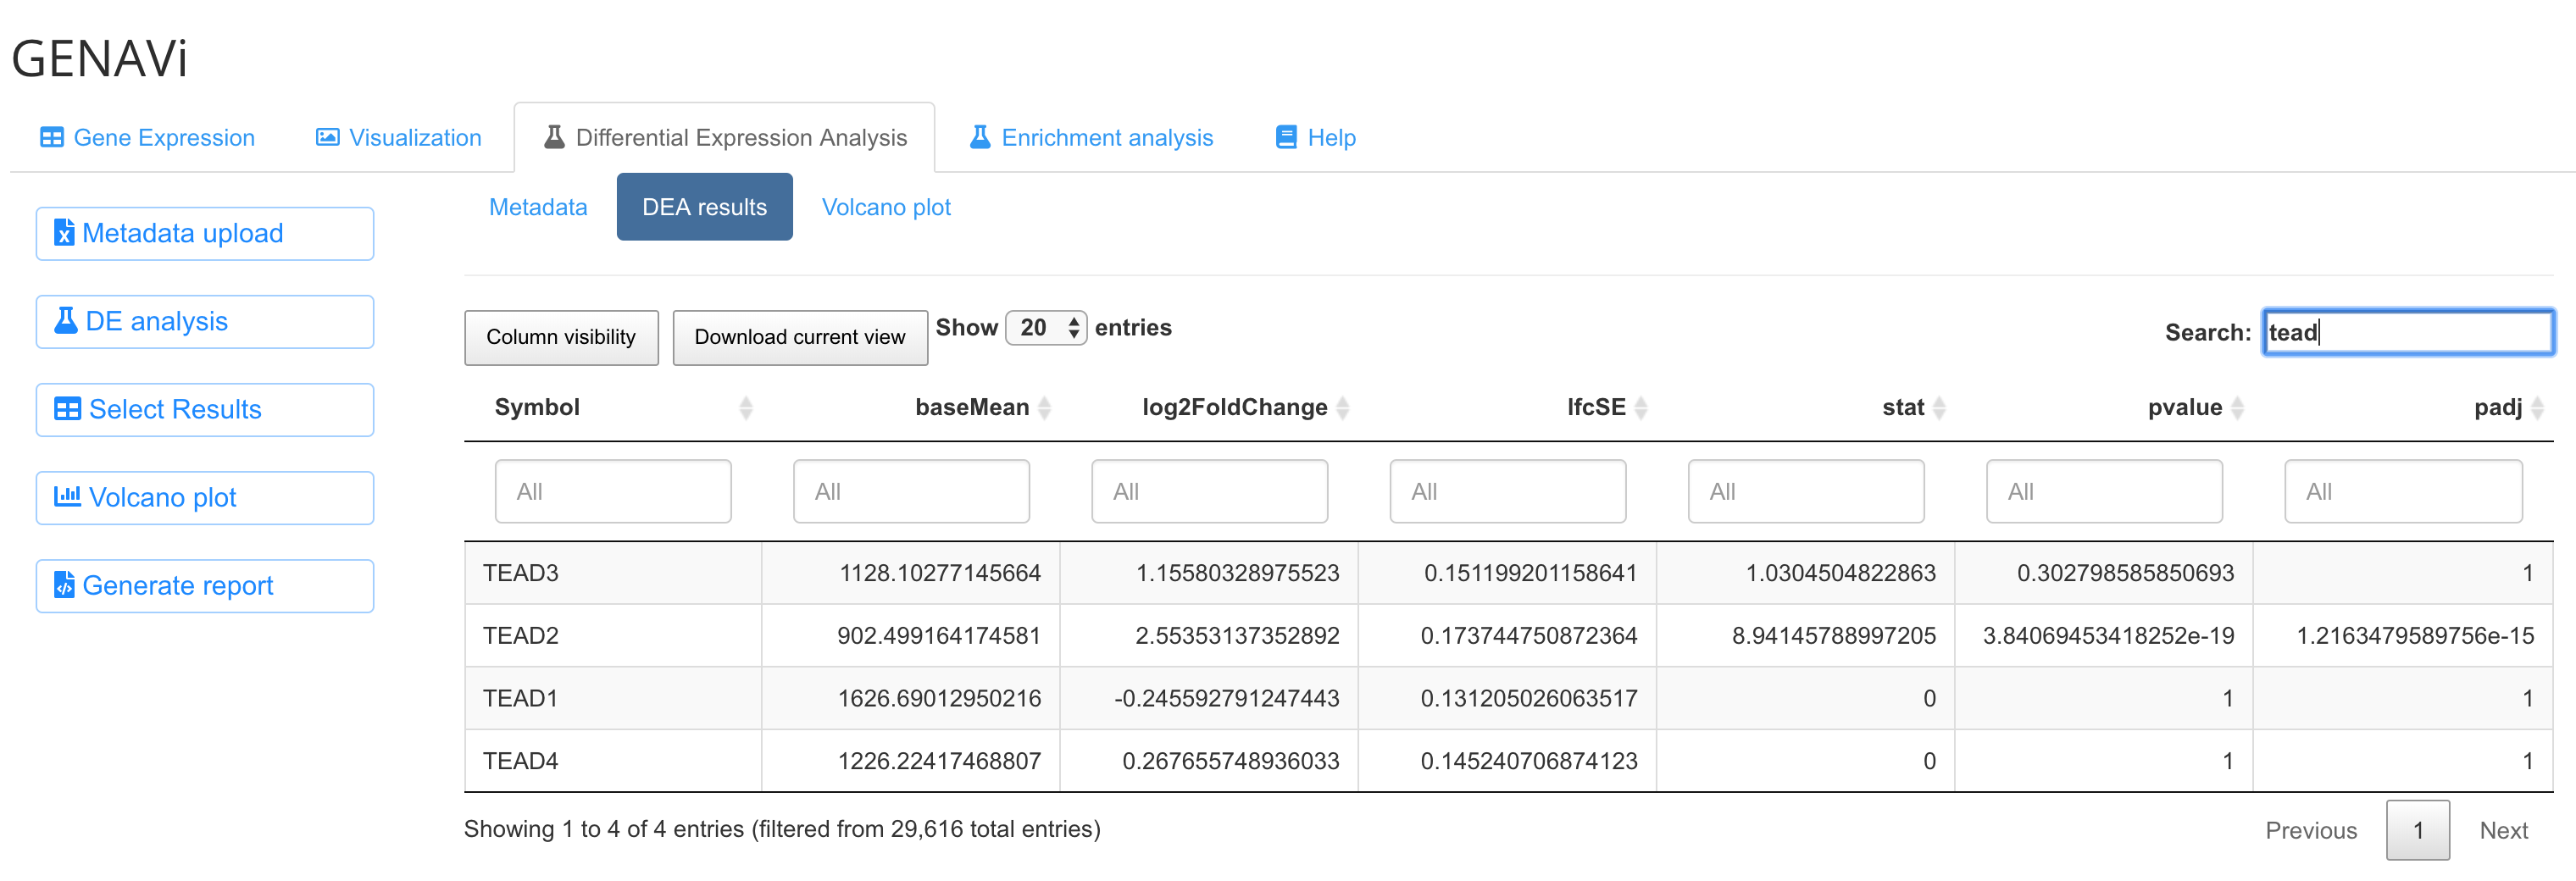 GENAVi
Gene Expression Visualization Differential Expression Analysis Enrichment analysis Help
Metadata DEA results Volcano plot
Metadata upload
DE analysis
Select Results
Volcano plot
Generate report
Column visibility Download current view Show 20 entries Search: tead
Symbol baseMean log2FoldChange lfcSE stat pvalue padj
All All All All All All All
TEAD3 1128.10277145664 1.15580328975523 0.151199201158641 1.0304504822863 0.302798585850693 1
TEAD2 902.499164174581 2.55353137352892 0.173744750872364 8.94145788997205 3.84069453418252e-19 1.2163479589756e-15
TEAD1 1626.69012950216 -0.245592791247443 0.131205026063517 0 1 1
TEAD4 1226.22417468807 0.267655748936033 0.145240706874123 0 1 1
Showing 1 to 4 of 4 entries (filtered from 29,616 total entries) Previous 1 Next